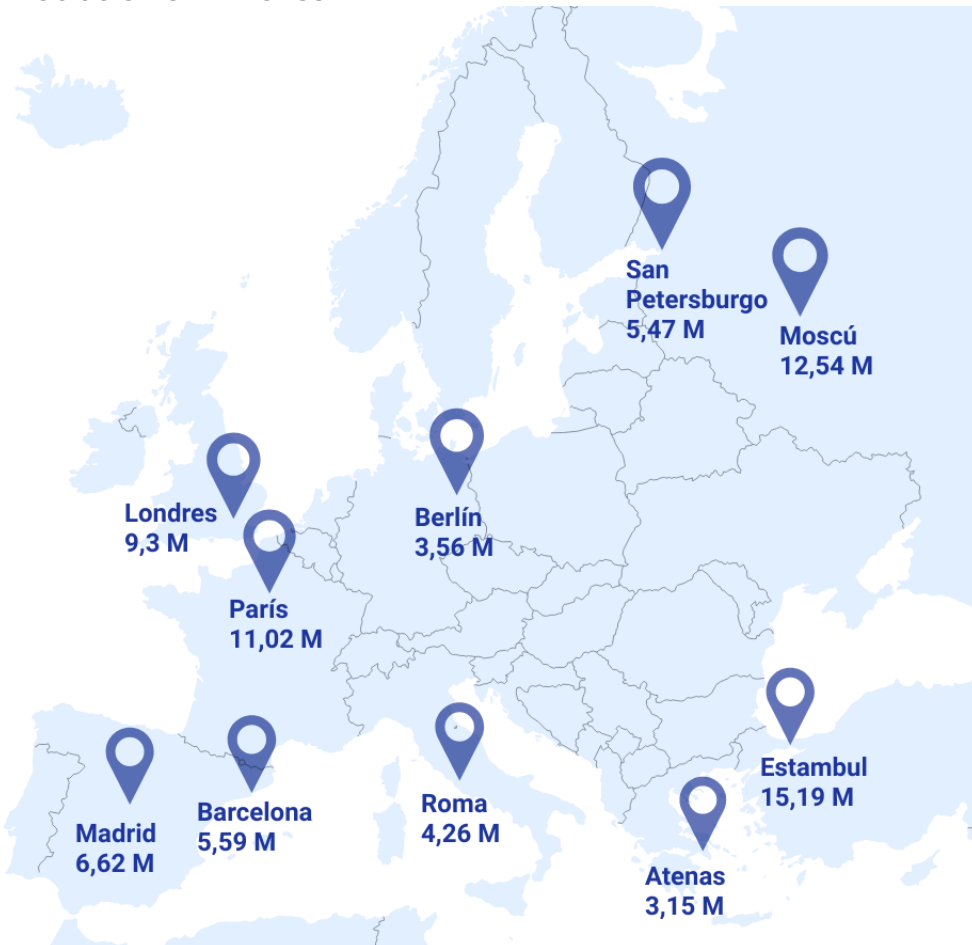 San
Petersburgo
5,47 M
Moscú
12,54 M
Londres
9,3 M
Berlín
3,56 M
París
11,02 M
Estambul
15,19 M
Roma
4,26 M
Barcelona
5,59 M
Madrid
6,62 M
Atenas
3,15 M